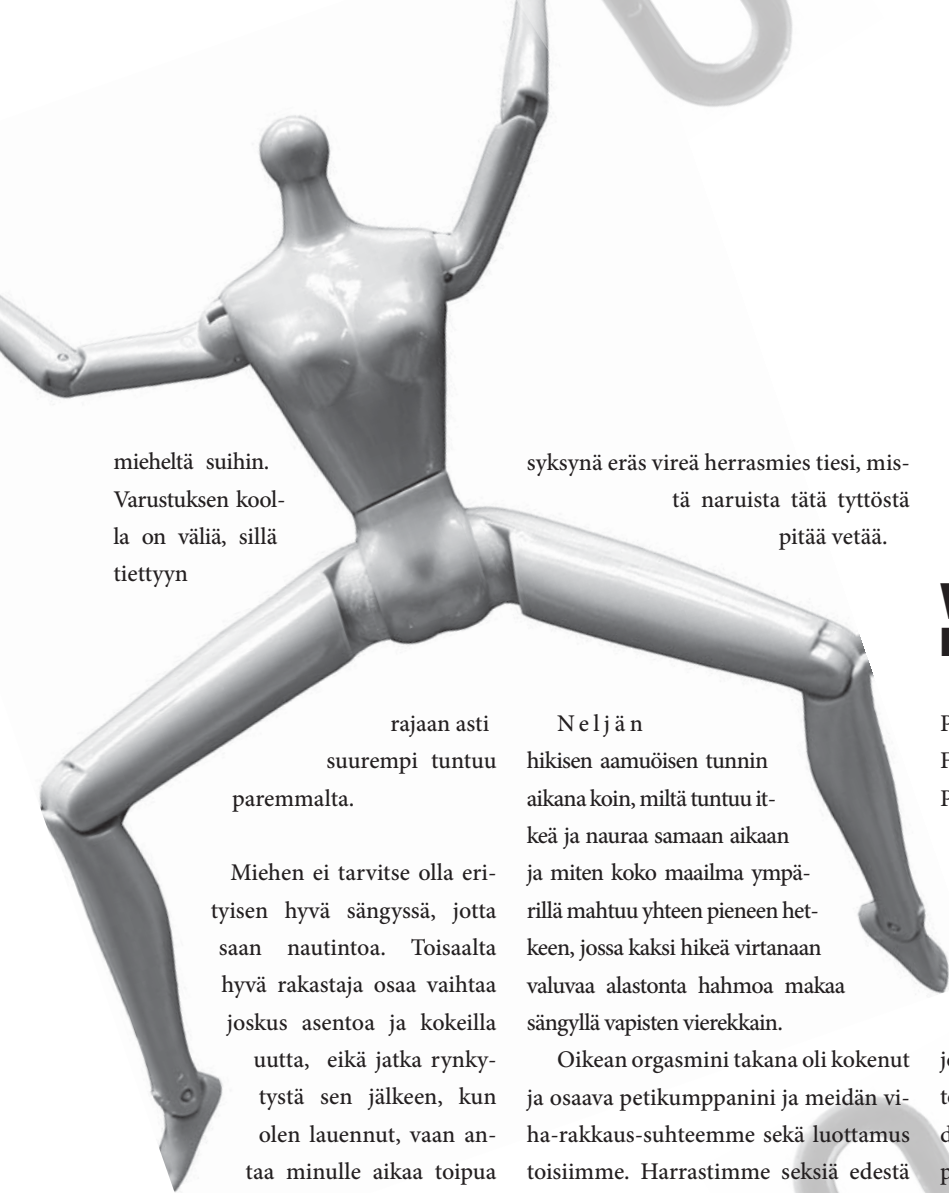 mieheltä suihin.
Varustuksen kool-
la on väliä, sillä
tiettyyn
rajaan asti
suurempi tuntuu
paremmalta.
Miehen ei tarvitse olla eri-
tyisen hyvä sängyssä, jotta
saan nautintoa. Toisaalta
hyvä rakastaja osaa vaihtaa
joskus asentoa ja kokeilla
uutta, eikä jatka rynky-
tystä sen jälkeen, kun
olen lauennut, vaan an-
taa minulle aikaa toipua
syksynä eräs vireä herrasmies tiesi, mis-
tä naruista tätä tyttöstä
pitää vetää.
Neljän
hikisen aamuöisen tunnin
aikana koin, miltä tuntuu it-
keä ja nauraa samaan aikaan
ja miten koko maailma ympä-
rillä mahtuu yhteen pieneen het-
keen, jossa kaksi hikeä virtanaan
valuvaa alastonta hahmoa makaa
sängyllä vapisten vierekkain.
Oikean orgasmini takana oli kokenut
ja osaava petikumppanini ja meidän vi-
ha-rakkaus-suhteemme sekä luottamus
toisiimme. Harrastimme seksiä edestä